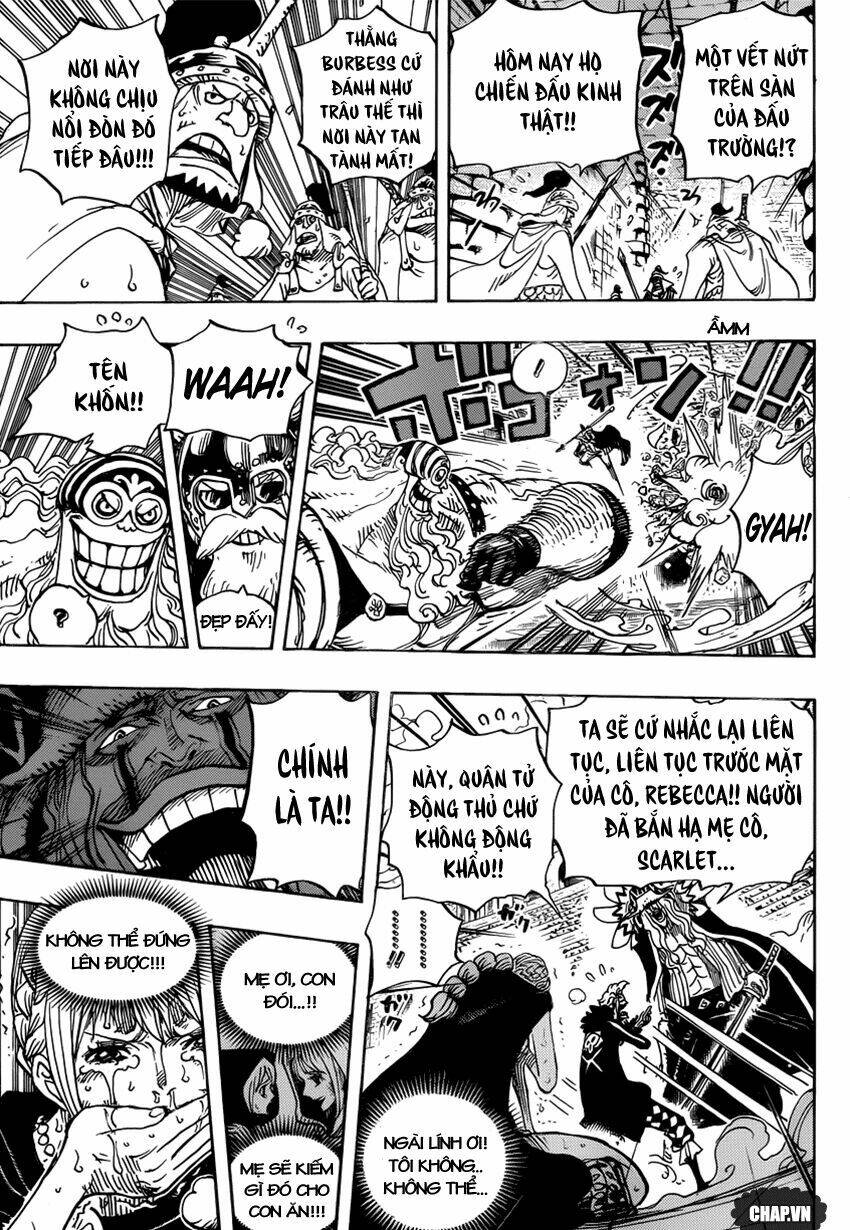 MỘT VẾT NỨT
TRÊN SÀN
CỦA ĐẤU
TRƯỜNG!?
HÔM NAY HỌ
CHIẾN ĐẤU KINH
THẬT!!
THẰNG
BURBESS CỨ
ĐÁNH NHƯ
TRÂU THẾ THÌ
NƠI NÀY TAN
TÀNH MẤT!
NƠI NÀY
KHÔNG CHỊU
NỔI ĐÒN ĐÓ
TIẾP ĐÂU!!!
ẦMM
GYAH!
WAAH!
ĐẸP ĐẤY!
TÊN
KHỐN!!
?
TA SẼ CỨ NHẮC LẠI LIÊN
TỤC, LIÊN TỤC TRƯỚC MẶT
CỦA CÔ, REBECCA!! NGƯỜI
ĐÃ BẮN HẠ MẸ CÔ,
SCARLET...
NÀY, QUÂN TỬ
ĐỘNG THỦ CHỨ
KHÔNG ĐỘNG
KHẨU!!
CHÍNH
LÀ TA!!
NGÀI LÍNH ƠI!
TÔI KHÔNG..
KHÔNG THỂ...
MẸ ƠI, CON
ĐÓI...!!
MẸ SẼ KIẾM
GÌ ĐÓ CHO
CON ĂN!!!
KHÔNG THỂ ĐỨNG
LÊN ĐƯỢC!!!
CHAP.VN